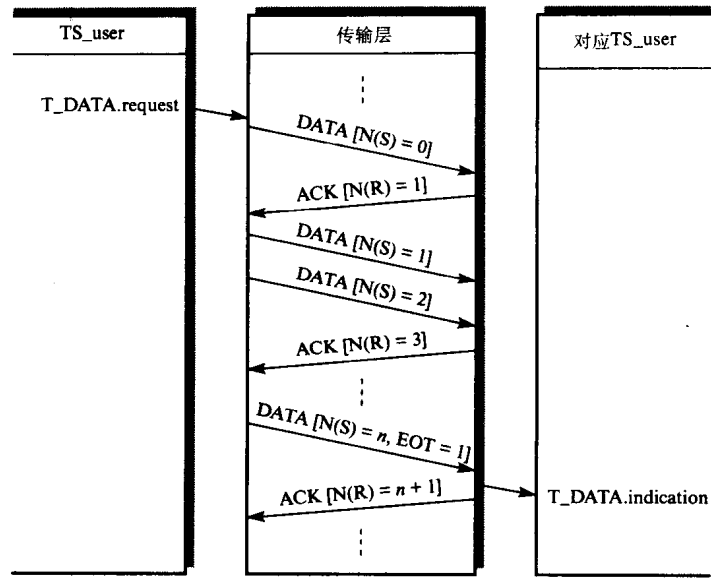 TS_user
传输层
对应TS_user
T_DATA.request
DATA [N(S) = 0]
ACK [N(R) = 1]
DATA [N(S) = 1]
DATA [N(S) = 2]
ACK [N(R) = 3]
DATA [N(S) = n, EOT = 1]
ACK [N(R) = n + 1]
T_DATA.indication